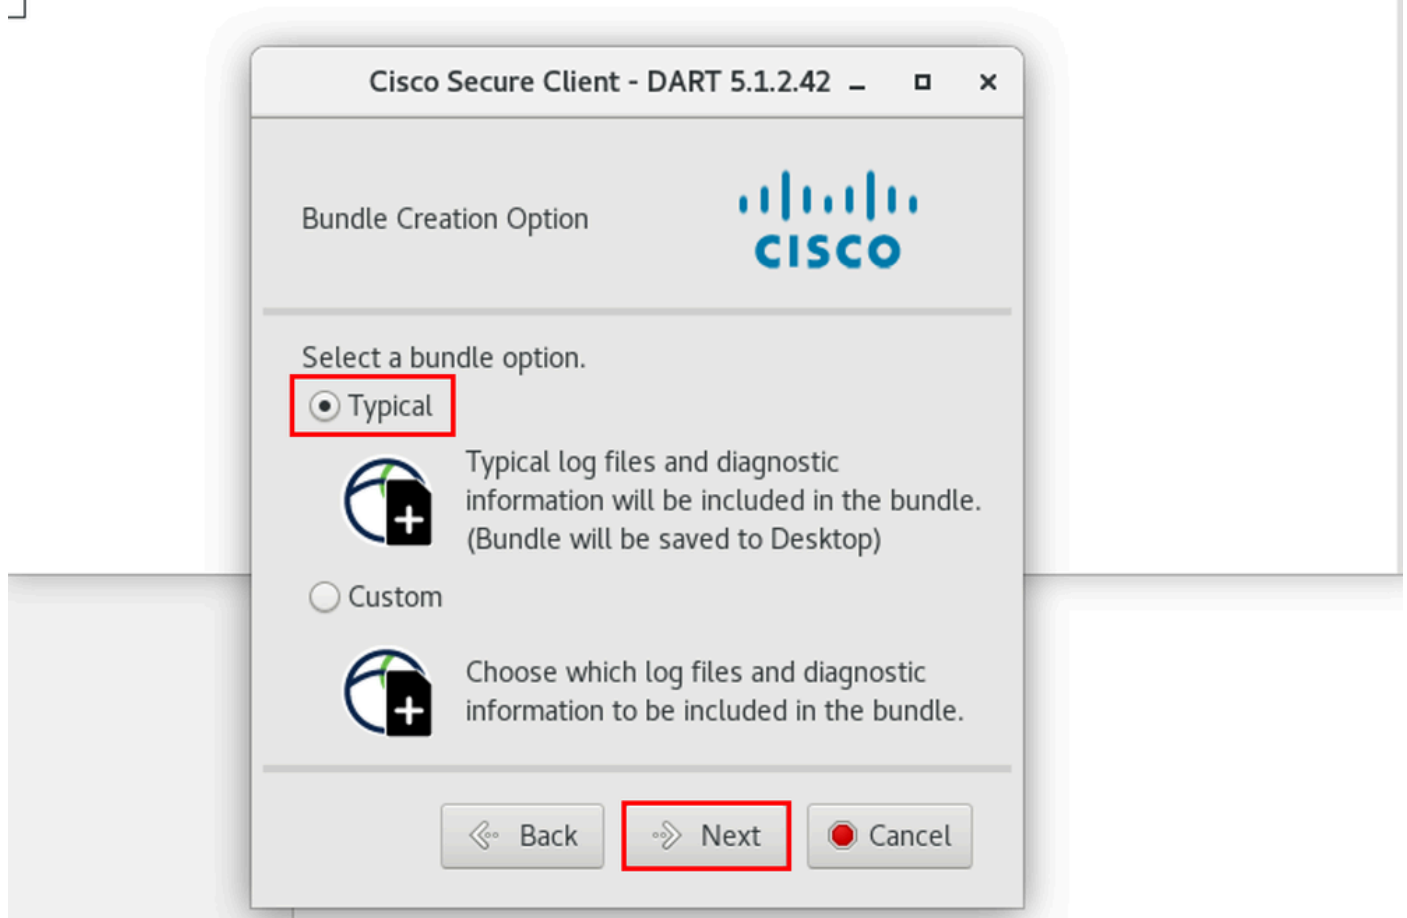 Cisco Secure Client - DART 5.1.2.42
Bundle Creation Option
CISCO
Select a bundle option.
Typical
Typical log files and diagnostic
information will be included in the bundle.
(Bundle will be saved to Desktop)
Custom
Choose which log files and diagnostic
information to be included in the bundle.
Back
Next
Cancel